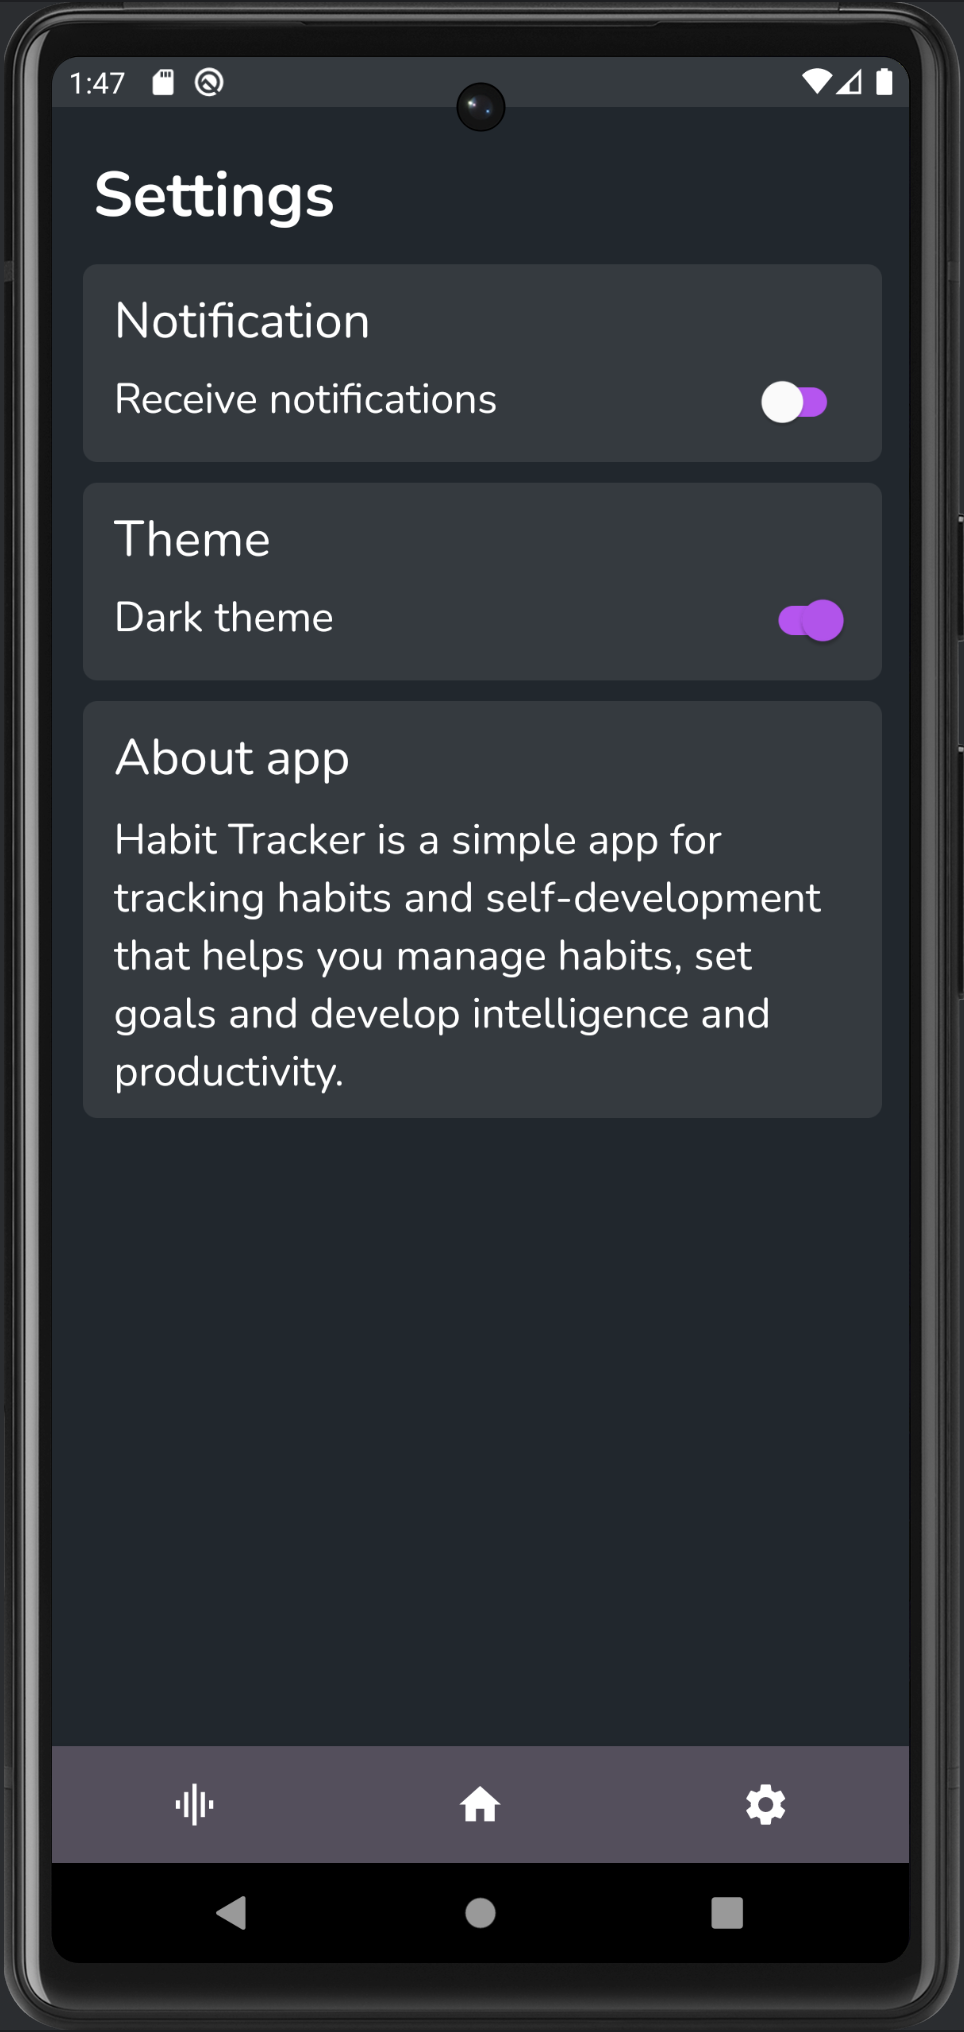 1:47
Settings
Notification
Receive notifications
Theme
Dark theme
About app
Habit Tracker is a simple app for
tracking habits and self-development
that helps you manage habits, set
goals and develop intelligence and
productivity.